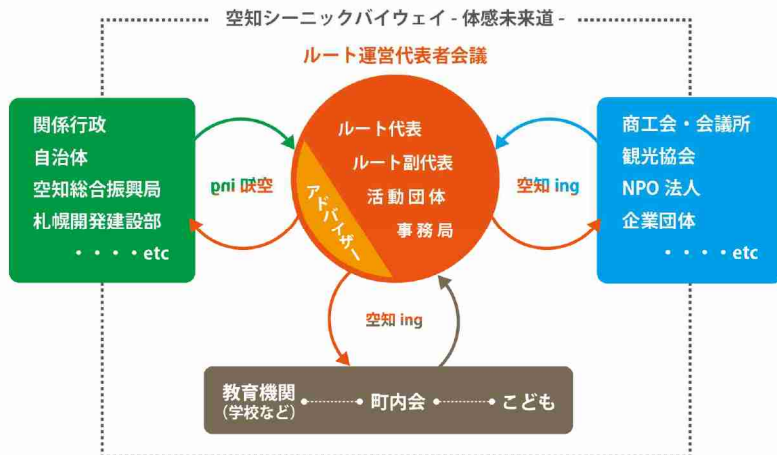 空知シーニックバイウェイ - 体感未来道 -
ルート運営代表者会議
関係行政
自治体
空知総合振興局
札幌開発建設部
・・・・etc
空知 ing
ルート代表
ルート副代表
活動団体
事務局
アドバイザー
空知 ing
商工会・会議所
観光協会
NPO 法人
企業団体
・・・・etc
空知 ing
教育機関
(学校など)
町内会
こども